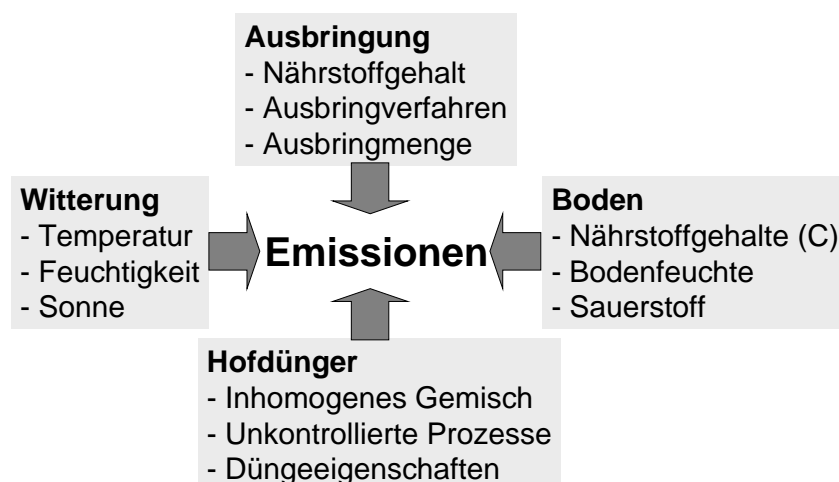 Ausbringung
- Nährstoffgehalt
- Ausbringverfahren
- Ausbringmenge
Witterung
- Temperatur
- Feuchtigkeit
- Sonne
Emissionen
Boden
- Nährstoffgehalte (C)
- Bodenfeuchte
- Sauerstoff
Hofdünger
- Inhomogenes Gemisch
- Unkontrollierte Prozesse
- Düngeeigenschaften